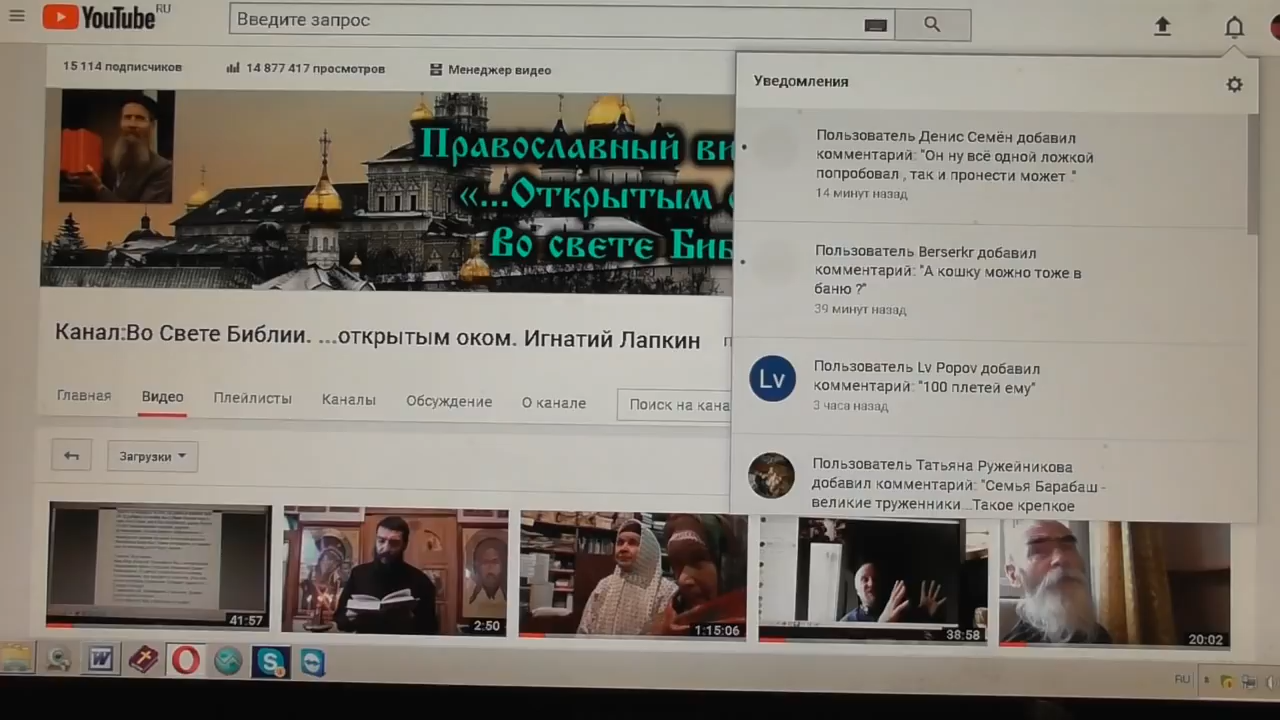 YouTube RU
Введите запрос
15 114 подписчиков
14 877 417 просмотров
Менеджер видео
Православный
«...Открытым
Во свете
Канал:Во Свете Библии. ...открытым оком. Игнатий Лапкин
Главная
Видео
Плейлисты
Каналы
Обсуждение
О канале
Поиск на
Загрузки
Уведомления
Пользователь Денис Семён добавил
комментарий: "Он ну всё одной ложкой
попробовал , так и пронести может ."
14 минут назад
Пользователь Berserkr добавил
комментарий: "А кошку можно тоже в
баню ?"
39 минут назад
Lv
Пользователь Lv Popov добавил
комментарий: "100 плетей ему"
3 часа назад
Пользователь Татьяна Ружейникова
добавил комментарий: "Семья Барабаш -
великие труженники...Такое крепкое
41:57
2:50
1:15:06
38:58
20:02
RU